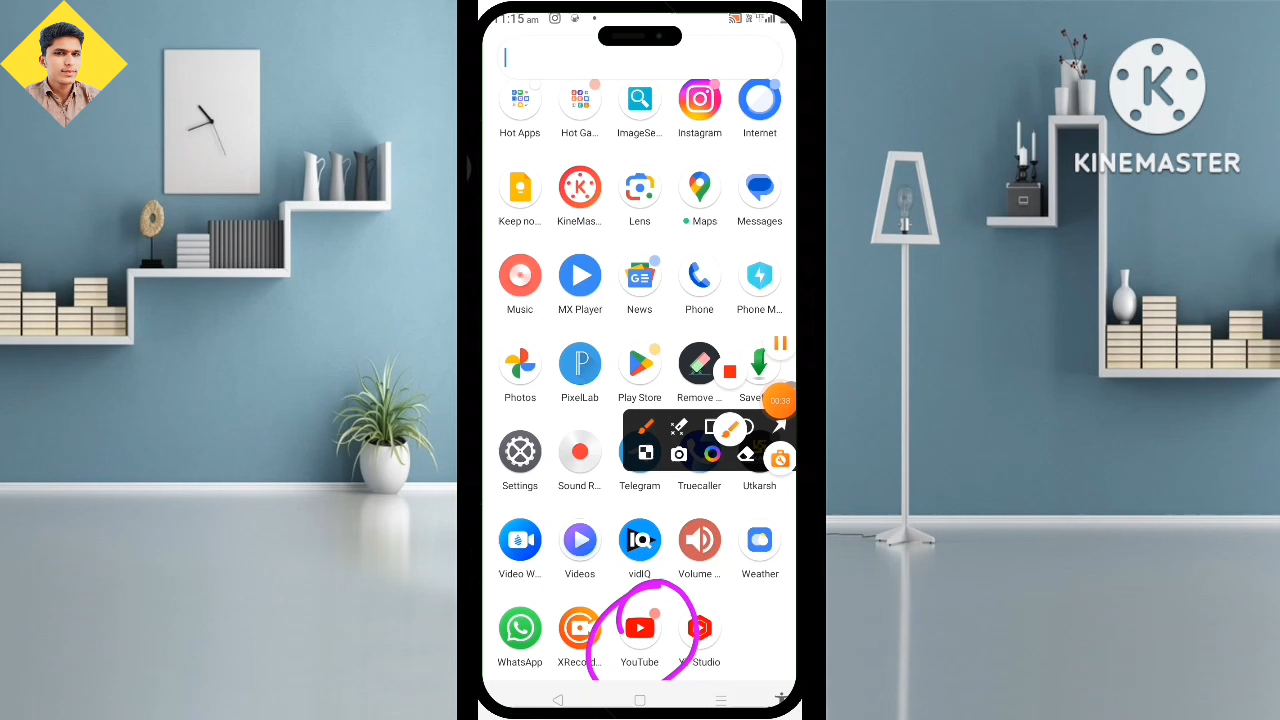 11:15 am
Hot Apps Hot Ga... ImageSe... Instagram Internet
Keep no... KineMas... Lens Maps Messages
Music MX Player News Phone Phone M...
Photos PixelLab Play Store Remove ...
00:38
Settings Sound R... Telegram Truecaller Utkarsh
Video W... Videos vidIQ Volume ... Weather
WhatsApp XRecord... YouTube Studio
K
KINEMASTER